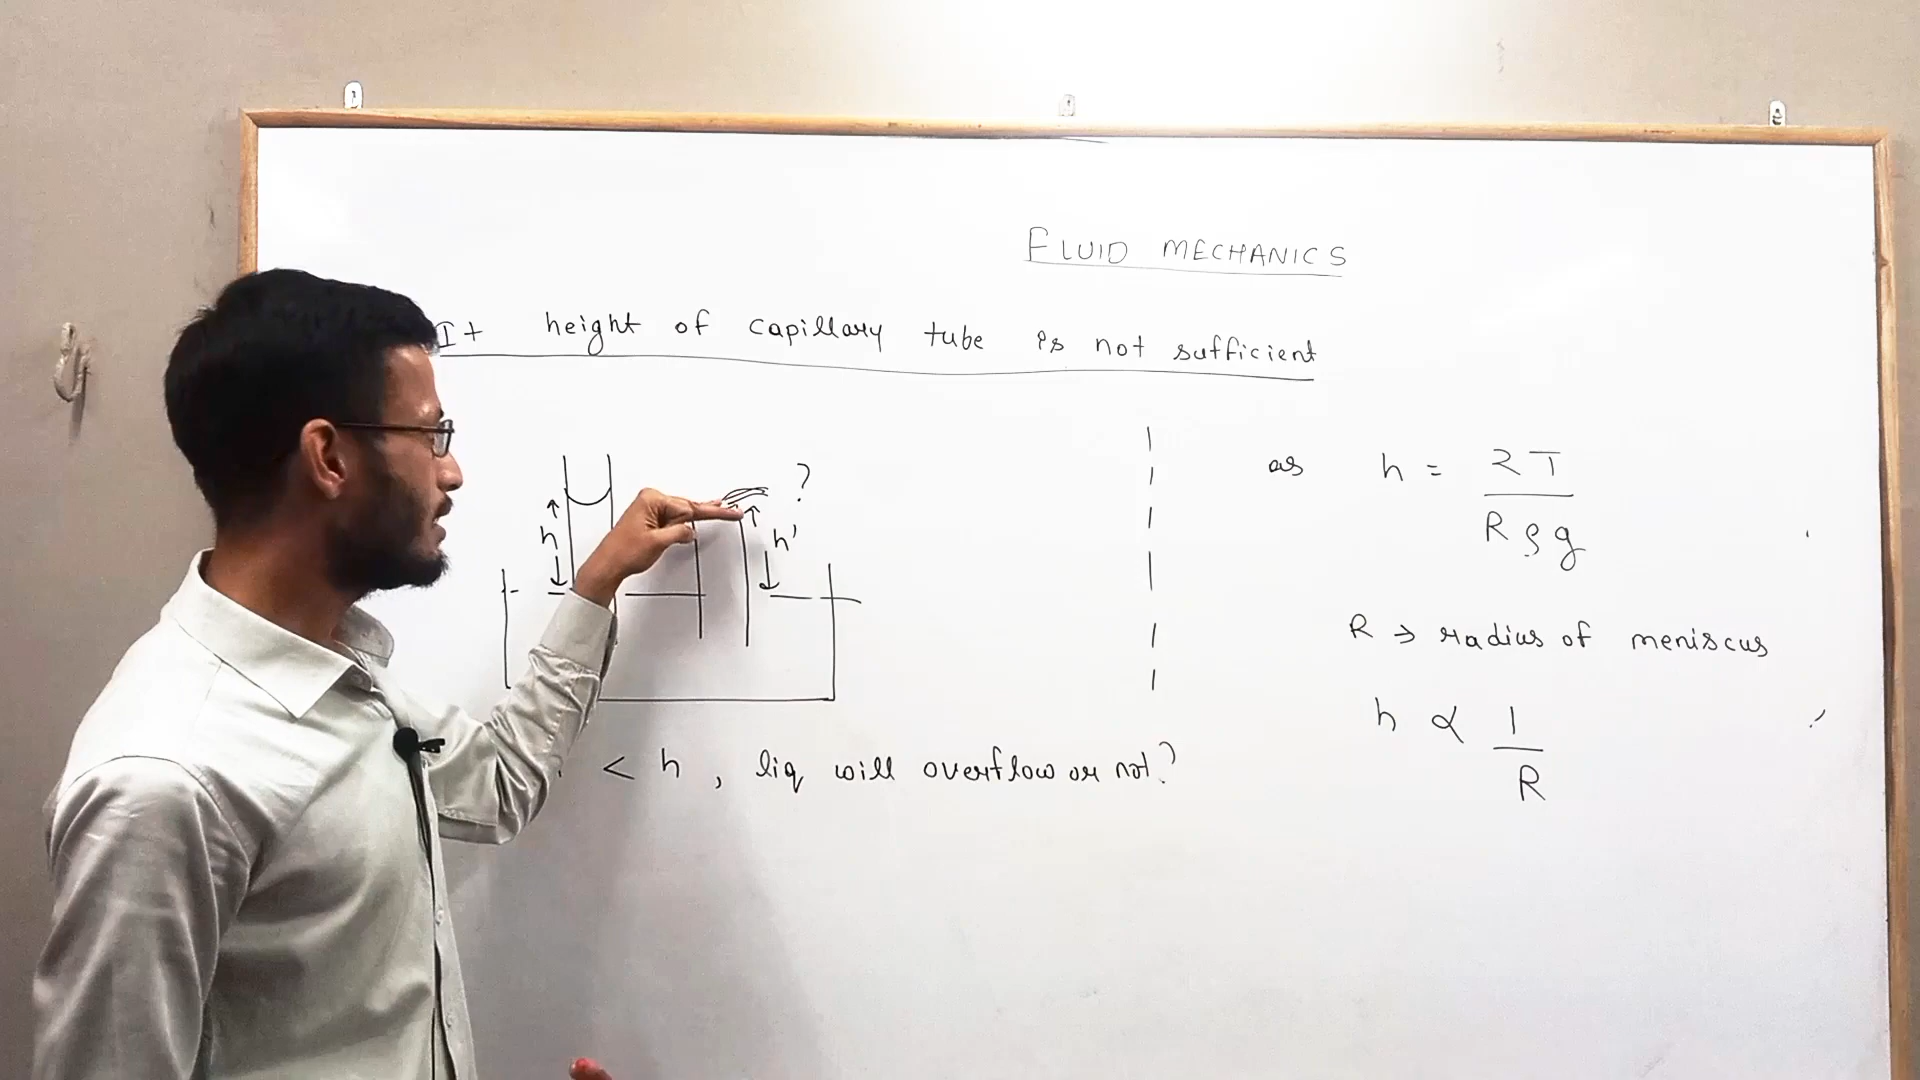 FLUID MECHANICS
If height of capillary tube is not sufficient
?
h
h'
< h , liq will overflow or not?
as h = 2T / Rρg
R → radius of meniscus
h ∝ 1 / R